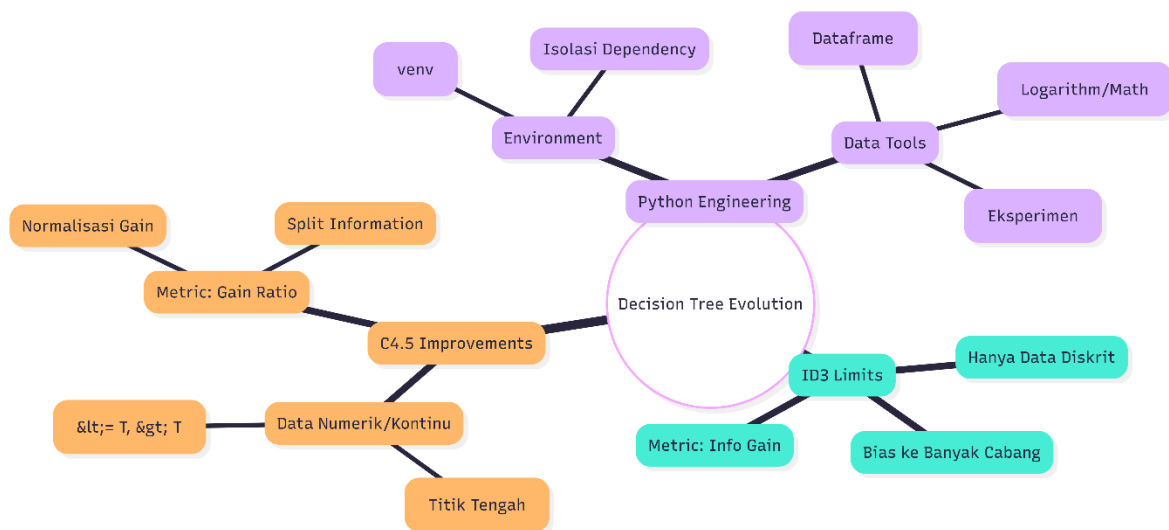 Dataframe
Isolasi Dependency
venv
Logarithm/Math
Environment
Data Tools
Python Engineering
Eksperimen
Normalisasi Gain
Split Information
Metric: Gain Ratio
Decision Tree Evolution
C4.5 Improvements
Hanya Data Diskrit
ID3 Limits
&lt;= T, &gt; T
Data Numerik/Kontinu
Metric: Info Gain
Bias ke Banyak Cabang
Titik Tengah